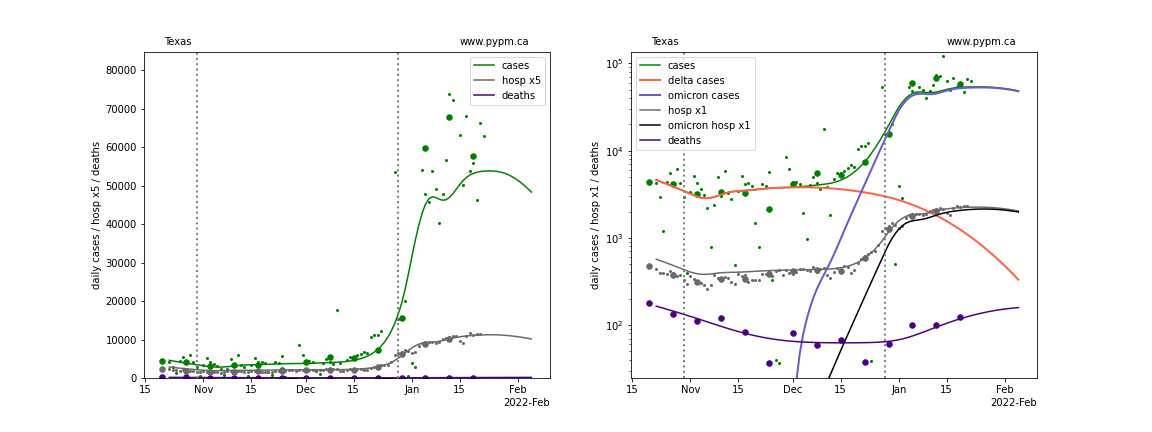 Texas www.pypm.ca
cases
hosp x5
deaths
80000
70000
60000
50000
40000
30000
20000
10000
0
daily cases / hosp x5 / deaths
15 Nov 15 Dec 15 Jan 15 Feb
2022-Feb
Texas www.pypm.ca
cases
delta cases
omicron cases
hosp x1
omicron hosp x1
deaths
10^5
10^4
10^3
10^2
daily cases / hosp x1 / deaths
15 Nov 15 Dec 15 Jan 15 Feb
2022-Feb